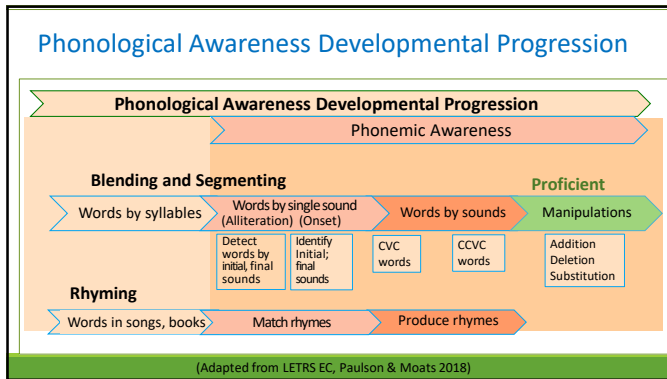 Phonological Awareness Developmental Progression
Phonological Awareness Developmental Progression
Phonemic Awareness
Blending and Segmenting
Proficient
Words by syllables
Words by single sound
(Alliteration) (Onset)
Words by sounds
Manipulations
Detect
words by
initial, final
sounds
Identify
Initial;
final
sounds
CVC
words
CCVC
words
Addition
Deletion
Substitution
Rhyming
Words in songs, books
Match rhymes
Produce rhymes
(Adapted from LETRS EC, Paulson & Moats 2018)